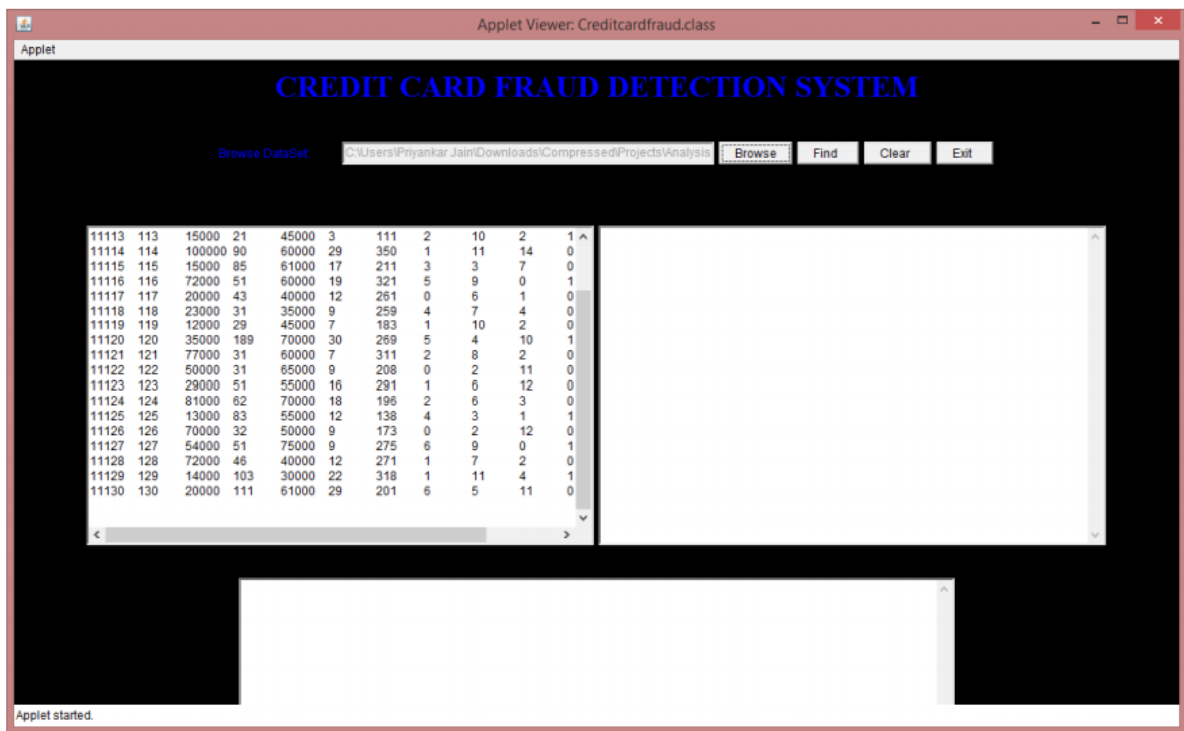 Applet Viewer: Creditcardfraud.class
Applet
CREDIT CARD FRAUD DETECTION SYSTEM
Browse DataSet C:\Users\Priyankar Jain\Downloads\Compressed\Projects\Analysis Browse Find Clear Exit
11113 113 15000 21 45000 3 111 2 10 2 1
11114 114 100000 90 60000 29 350 1 11 14 0
11115 115 15000 85 61000 17 211 3 3 7 0
11116 116 72000 51 60000 19 321 5 9 0 1
11117 117 20000 43 40000 12 261 0 6 1 0
11118 118 23000 31 35000 9 259 4 7 4 0
11119 119 12000 29 45000 7 183 1 10 2 0
11120 120 35000 189 70000 30 269 5 4 10 1
11121 121 77000 31 60000 7 311 2 8 2 0
11122 122 50000 31 65000 9 208 0 2 11 0
11123 123 29000 51 55000 16 291 1 6 12 0
11124 124 81000 62 70000 18 196 2 6 3 0
11125 125 13000 83 55000 12 138 4 3 1 1
11126 126 70000 32 50000 9 173 0 2 12 0
11127 127 54000 51 75000 9 275 6 9 0 1
11128 128 72000 46 40000 12 271 1 7 2 0
11129 129 14000 103 30000 22 318 1 11 4 1
11130 130 20000 111 61000 29 201 6 5 11 0
Applet started.